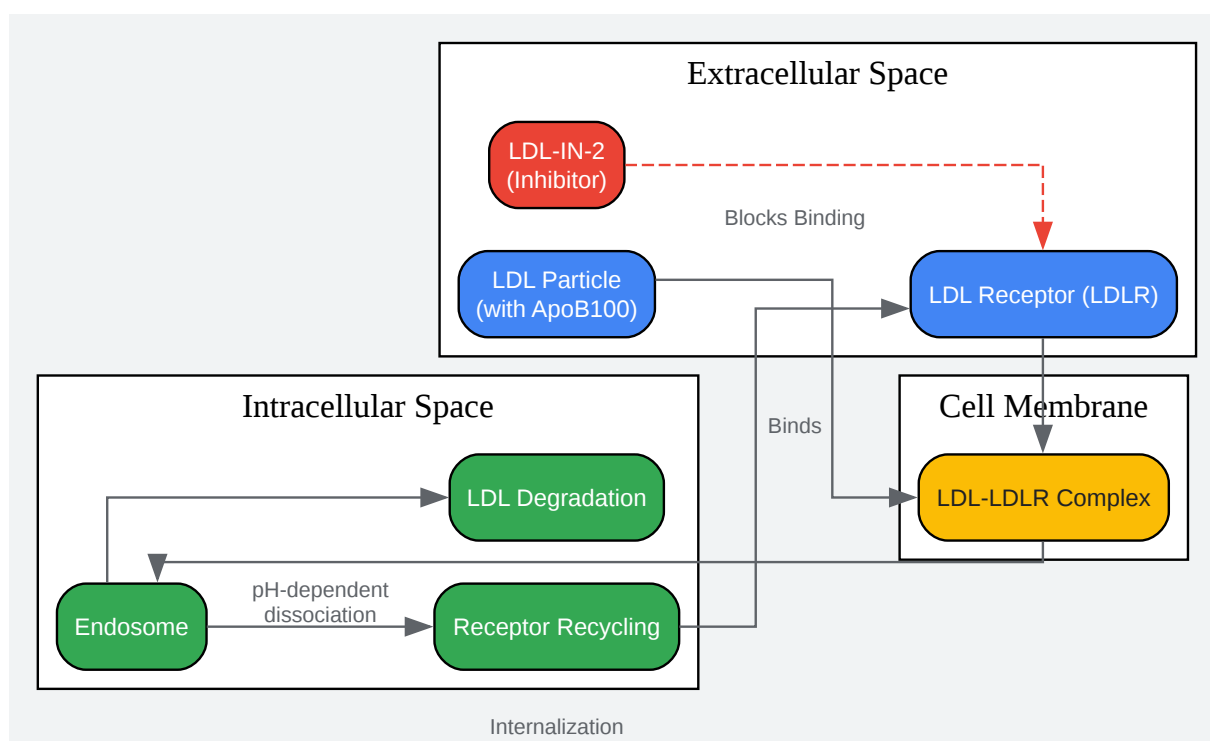 Extracellular Space
LDL-IN-2
(Inhibitor)
Blocks Binding
LDL Particle
(with ApoB100)
LDL Receptor (LDLR)
Intracellular Space
Cell Membrane
Binds
LDL Degradation
LDL-LDLR Complex
pH-dependent
dissociation
Endosome
Receptor Recycling
Internalization